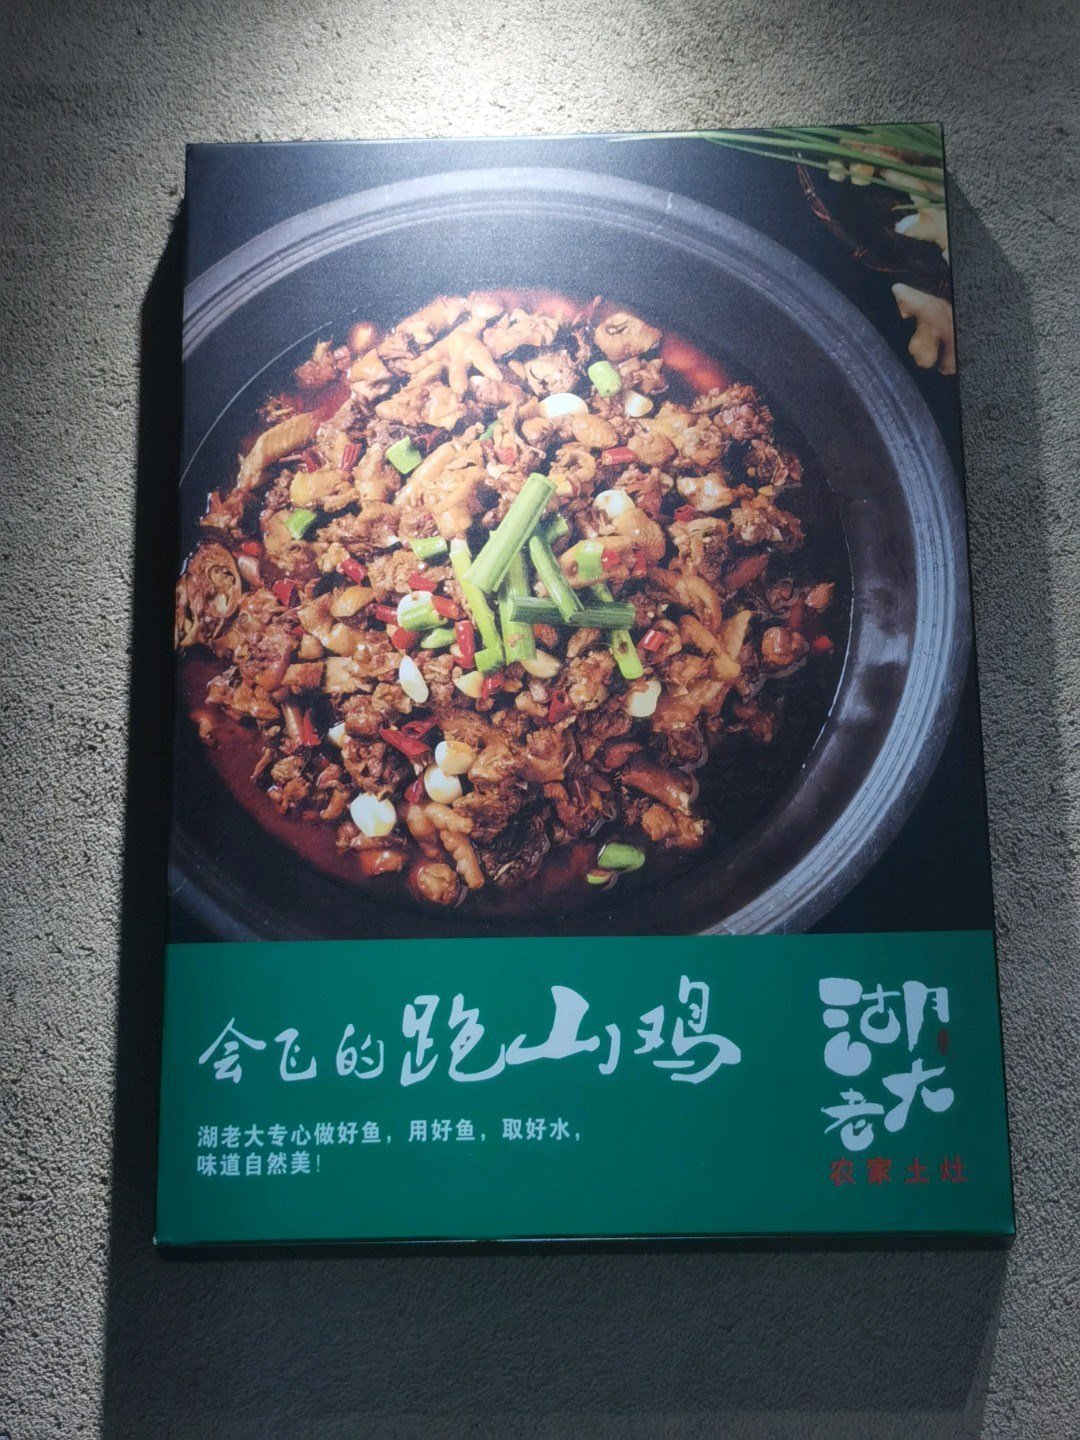 会飞的跑山鸡
湖老大专心做好鱼，用好鱼，取好水，
味道自然美！
湖
老大
农家土灶